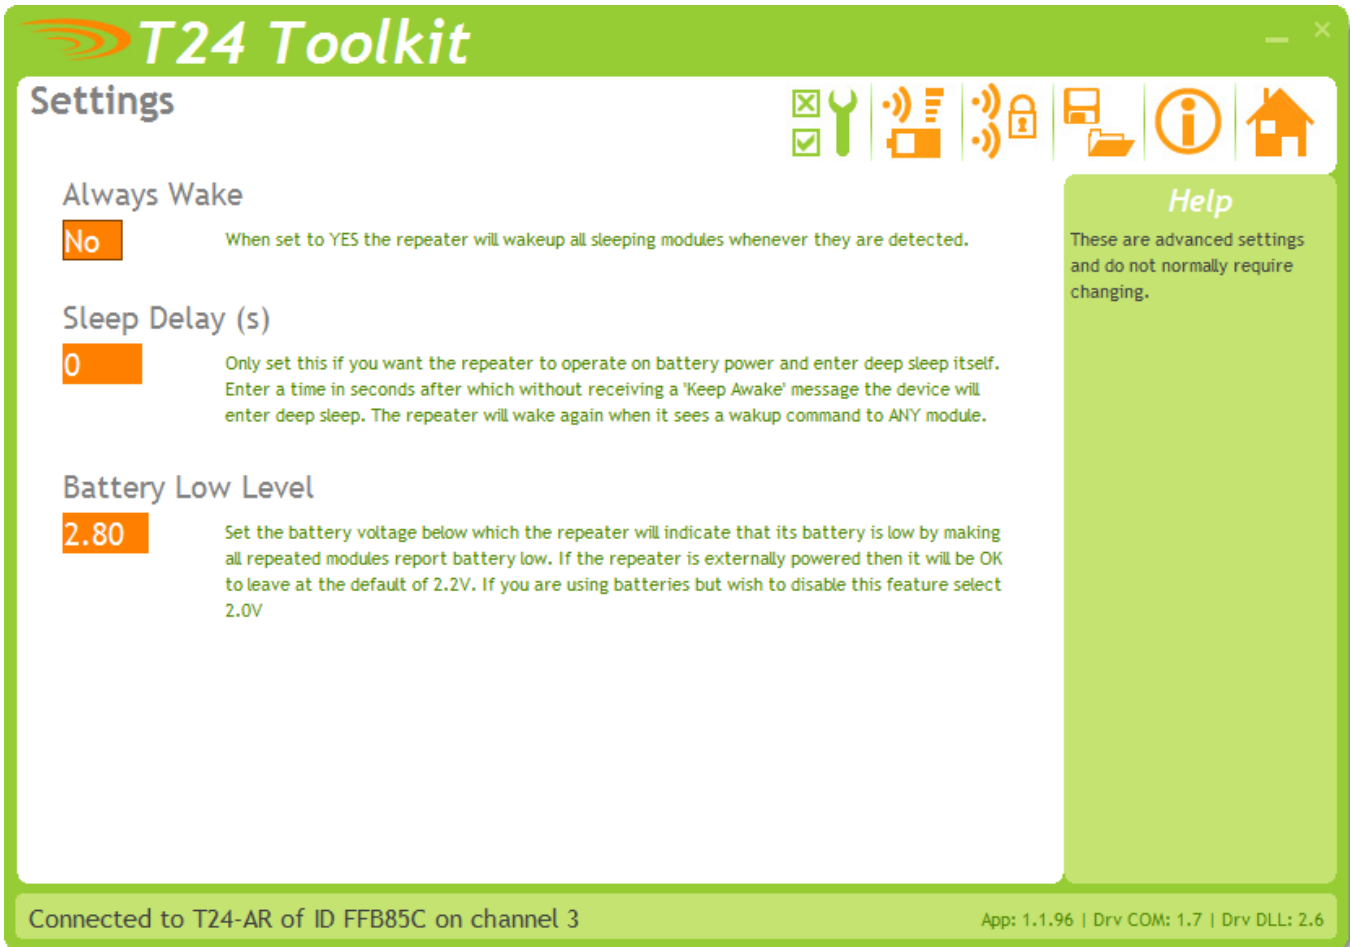 T24 Toolkit
Settings
Always Wake
No
When set to YES the repeater will wakeup all sleeping modules whenever they are detected.
Sleep Delay (s)
0
Only set this if you want the repeater to operate on battery power and enter deep sleep itself.
Enter a time in seconds after which without receiving a 'Keep Awake' message the device will
enter deep sleep. The repeater will wake again when it sees a wakup command to ANY module.
Battery Low Level
2.80
Set the battery voltage below which the repeater will indicate that its battery is low by making
all repeated modules report battery low. If the repeater is externally powered then it will be OK
to leave at the default of 2.2V. If you are using batteries but wish to disable this feature select
2.0V
Help
These are advanced settings
and do not normally require
changing.
Connected to T24-AR of ID FFB85C on channel 3
App: 1.1.96 | Drv COM: 1.7 | Drv DLL: 2.6